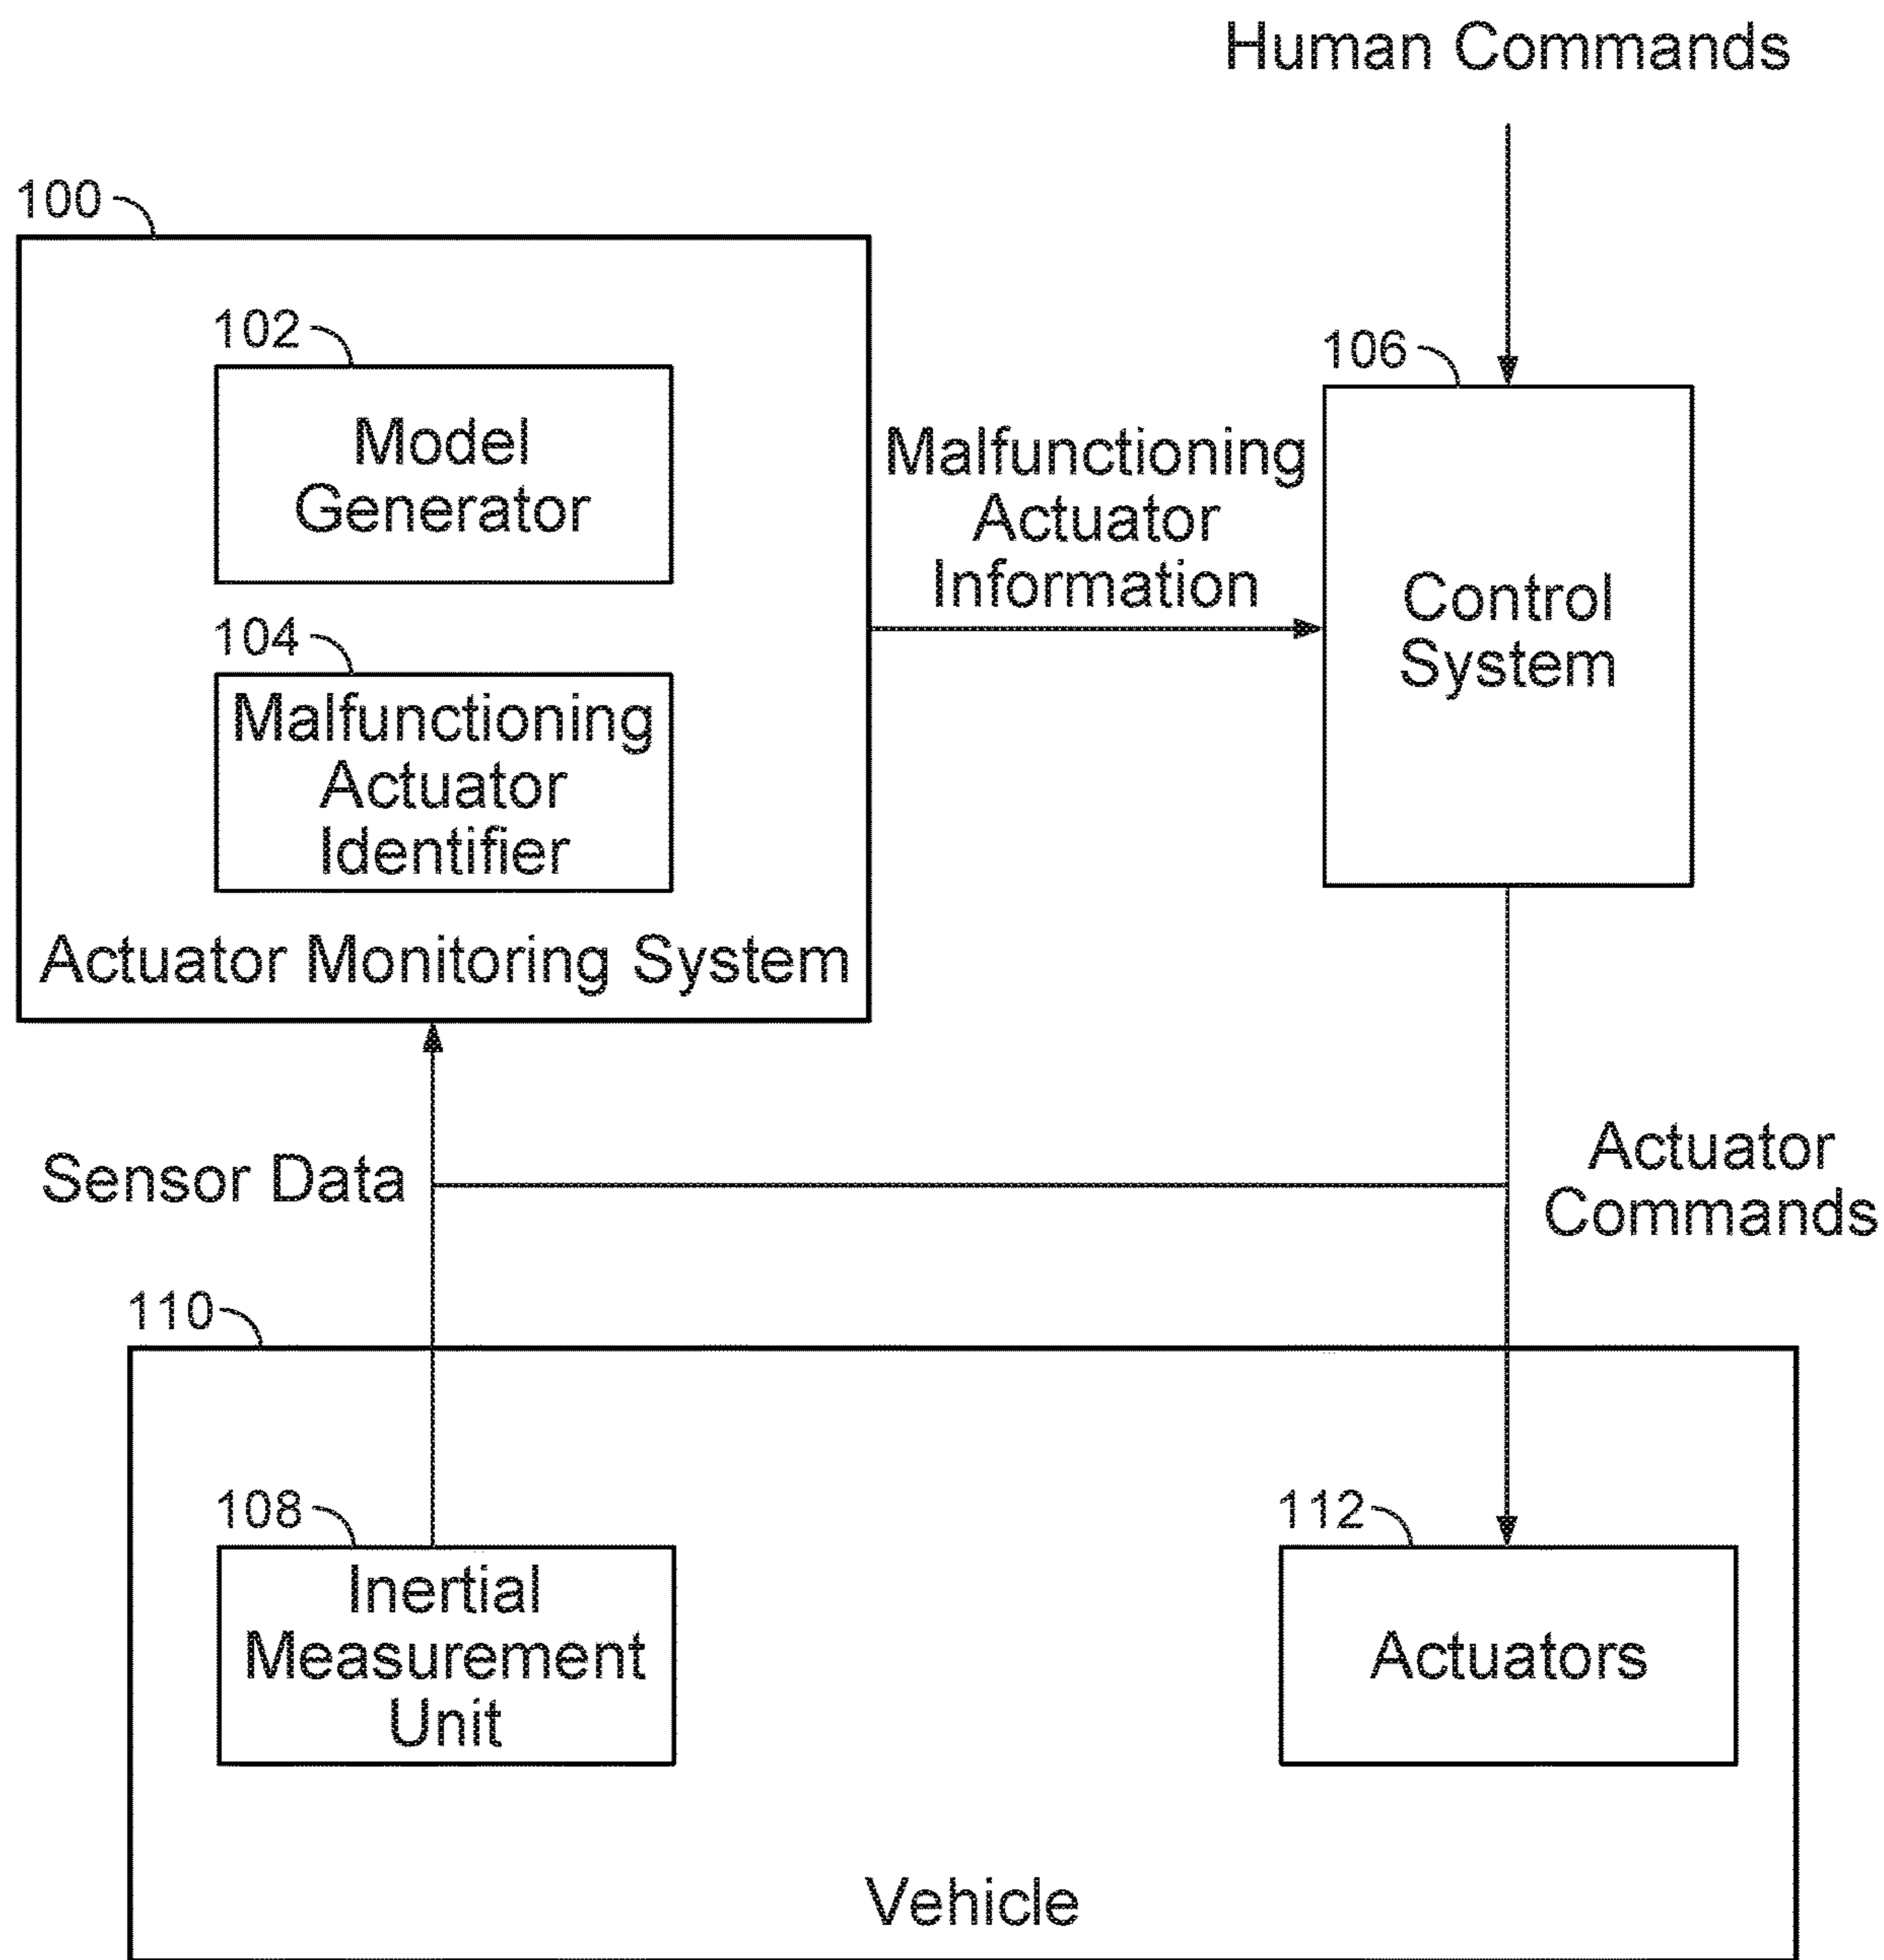 Human Commands
100
102
Model
Generator
104
Malfunctioning
Actuator
Identifier
Actuator Monitoring System
Malfunctioning
Actuator
Information
106
Control
System
Sensor Data
Actuator
Commands
110
108
Inertial
Measurement
Unit
112
Actuators
Vehicle